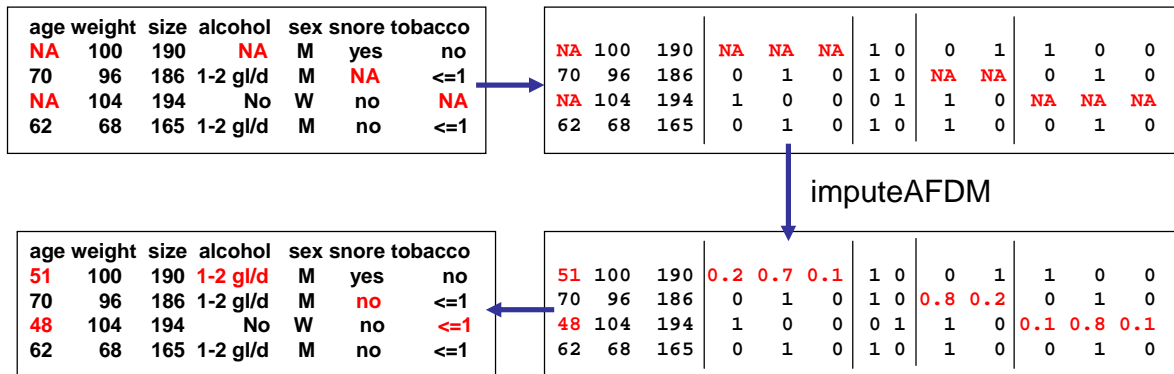 age weight size alcohol sex snore tobacco
NA 100 190 NA M yes no
70 96 186 1-2 gl/d M NA <=1
NA 104 194 No W no NA
62 68 165 1-2 gl/d M no <=1
NA 100 190 NA NA NA 1 0 0 1 1 0 0
70 96 186 0 1 0 1 0 NA NA 0 1 0
NA 104 194 1 0 0 0 1 1 0 NA NA NA
62 68 165 0 1 0 1 0 1 0 0 1 0
imputeAFDM
age weight size alcohol sex snore tobacco
51 100 190 1-2 gl/d M yes no
70 96 186 1-2 gl/d M no <=1
48 104 194 No W no <=1
62 68 165 1-2 gl/d M no <=1
51 100 190 0.2 0.7 0.1 1 0 0 1 1 0 0
70 96 186 0 1 0 1 0 0.8 0.2 0 1 0
48 104 194 1 0 0 0 1 1 0 0.1 0.8 0.1
62 68 165 0 1 0 1 0 1 0 0 1 0